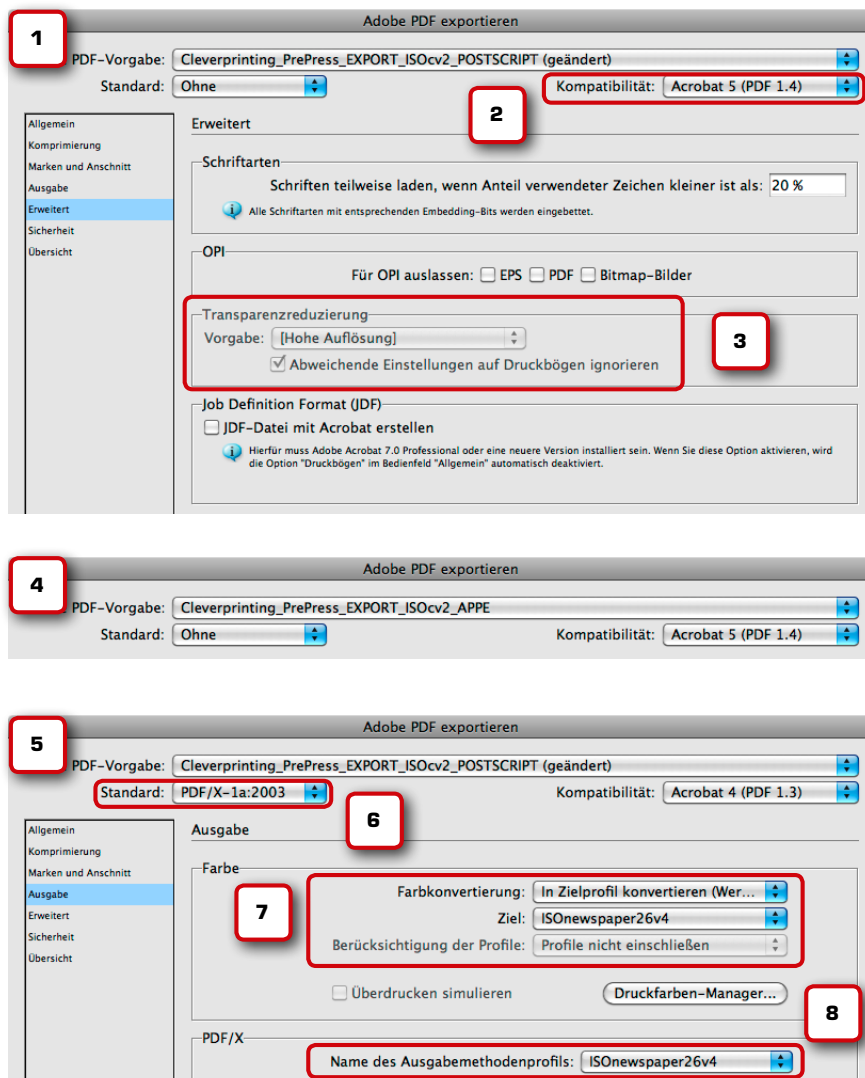 Adobe PDF exportieren
1
PDF-Vorgabe: Cleverprinting_PrePress_EXPORT_ISOcv2_POSTSCRIPT (geändert)
Standard: Ohne Kompatibilität: Acrobat 5 (PDF 1.4)
2
Allgemein
Komprimierung
Marken und Anschnitt
Ausgabe
Erweitert
Sicherheit
Übersicht
Erweitert
Schriftarten
Schriften teilweise laden, wenn Anteil verwendeter Zeichen kleiner ist als: 20 %
Alle Schriftarten mit entsprechenden Embedding-Bits werden eingebettet.
OPI
Für OPI auslassen: EPS PDF Bitmap-Bilder
Transparenzreduzierung
Vorgabe: [Hohe Auflösung]
Abweichende Einstellungen auf Druckbögen ignorieren
3
Job Definition Format (JDF)
JDF-Datei mit Acrobat erstellen
Hierfür muss Adobe Acrobat 7.0 Professional oder eine neuere Version installiert sein. Wenn Sie diese Option aktivieren, wird
die Option "Druckbögen" im Bedienfeld "Allgemein" automatisch deaktiviert.
Adobe PDF exportieren
4
PDF-Vorgabe: Cleverprinting_PrePress_EXPORT_ISOcv2_APPE
Standard: Ohne Kompatibilität: Acrobat 5 (PDF 1.4)
Adobe PDF exportieren
5
PDF-Vorgabe: Cleverprinting_PrePress_EXPORT_ISOcv2_POSTSCRIPT (geändert)
Standard: PDF/X-1a:2003 Kompatibilität: Acrobat 4 (PDF 1.3)
6
Allgemein
Komprimierung
Marken und Anschnitt
Ausgabe
Erweitert
Sicherheit
Übersicht
Ausgabe
Farbe
7
Farbkonvertierung: In Zielprofil konvertieren (Wer...
Ziel: ISOnewspaper26v4
Berücksichtigung der Profile: Profile nicht einschließen
Überdrucken simulieren Druckfarben-Manager...
8
PDF/X
Name des Ausgabemethodenprofils: ISOnewspaper26v4